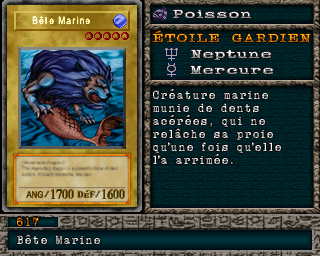 Bête Marine
ANG/1700 DéF/1600
Poisson
ÉTOILE GARDIEN
Neptune
Mercure
Créature marine
munie de dents
acérées, qui ne
relâche sa proie
qu'une fois qu'elle
l'a arrimée.
617
Bête Marine